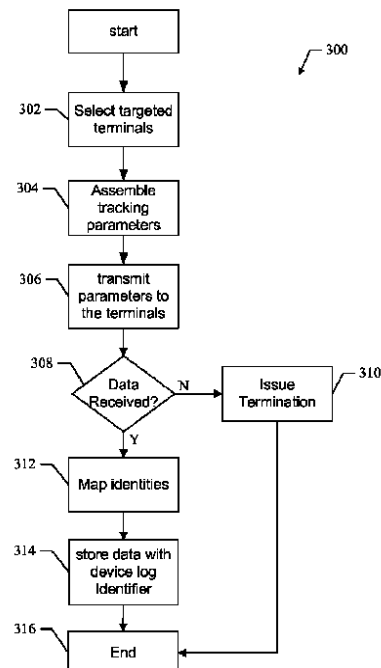 start
300
302
Select targeted
terminals
304
Assemble
tracking
parameters
306
transmit
parameters to
the terminals
308
Data
Received?
N
Issue
Termination
310
Y
312
Map identities
314
store data with
device log
Identifier
316
End